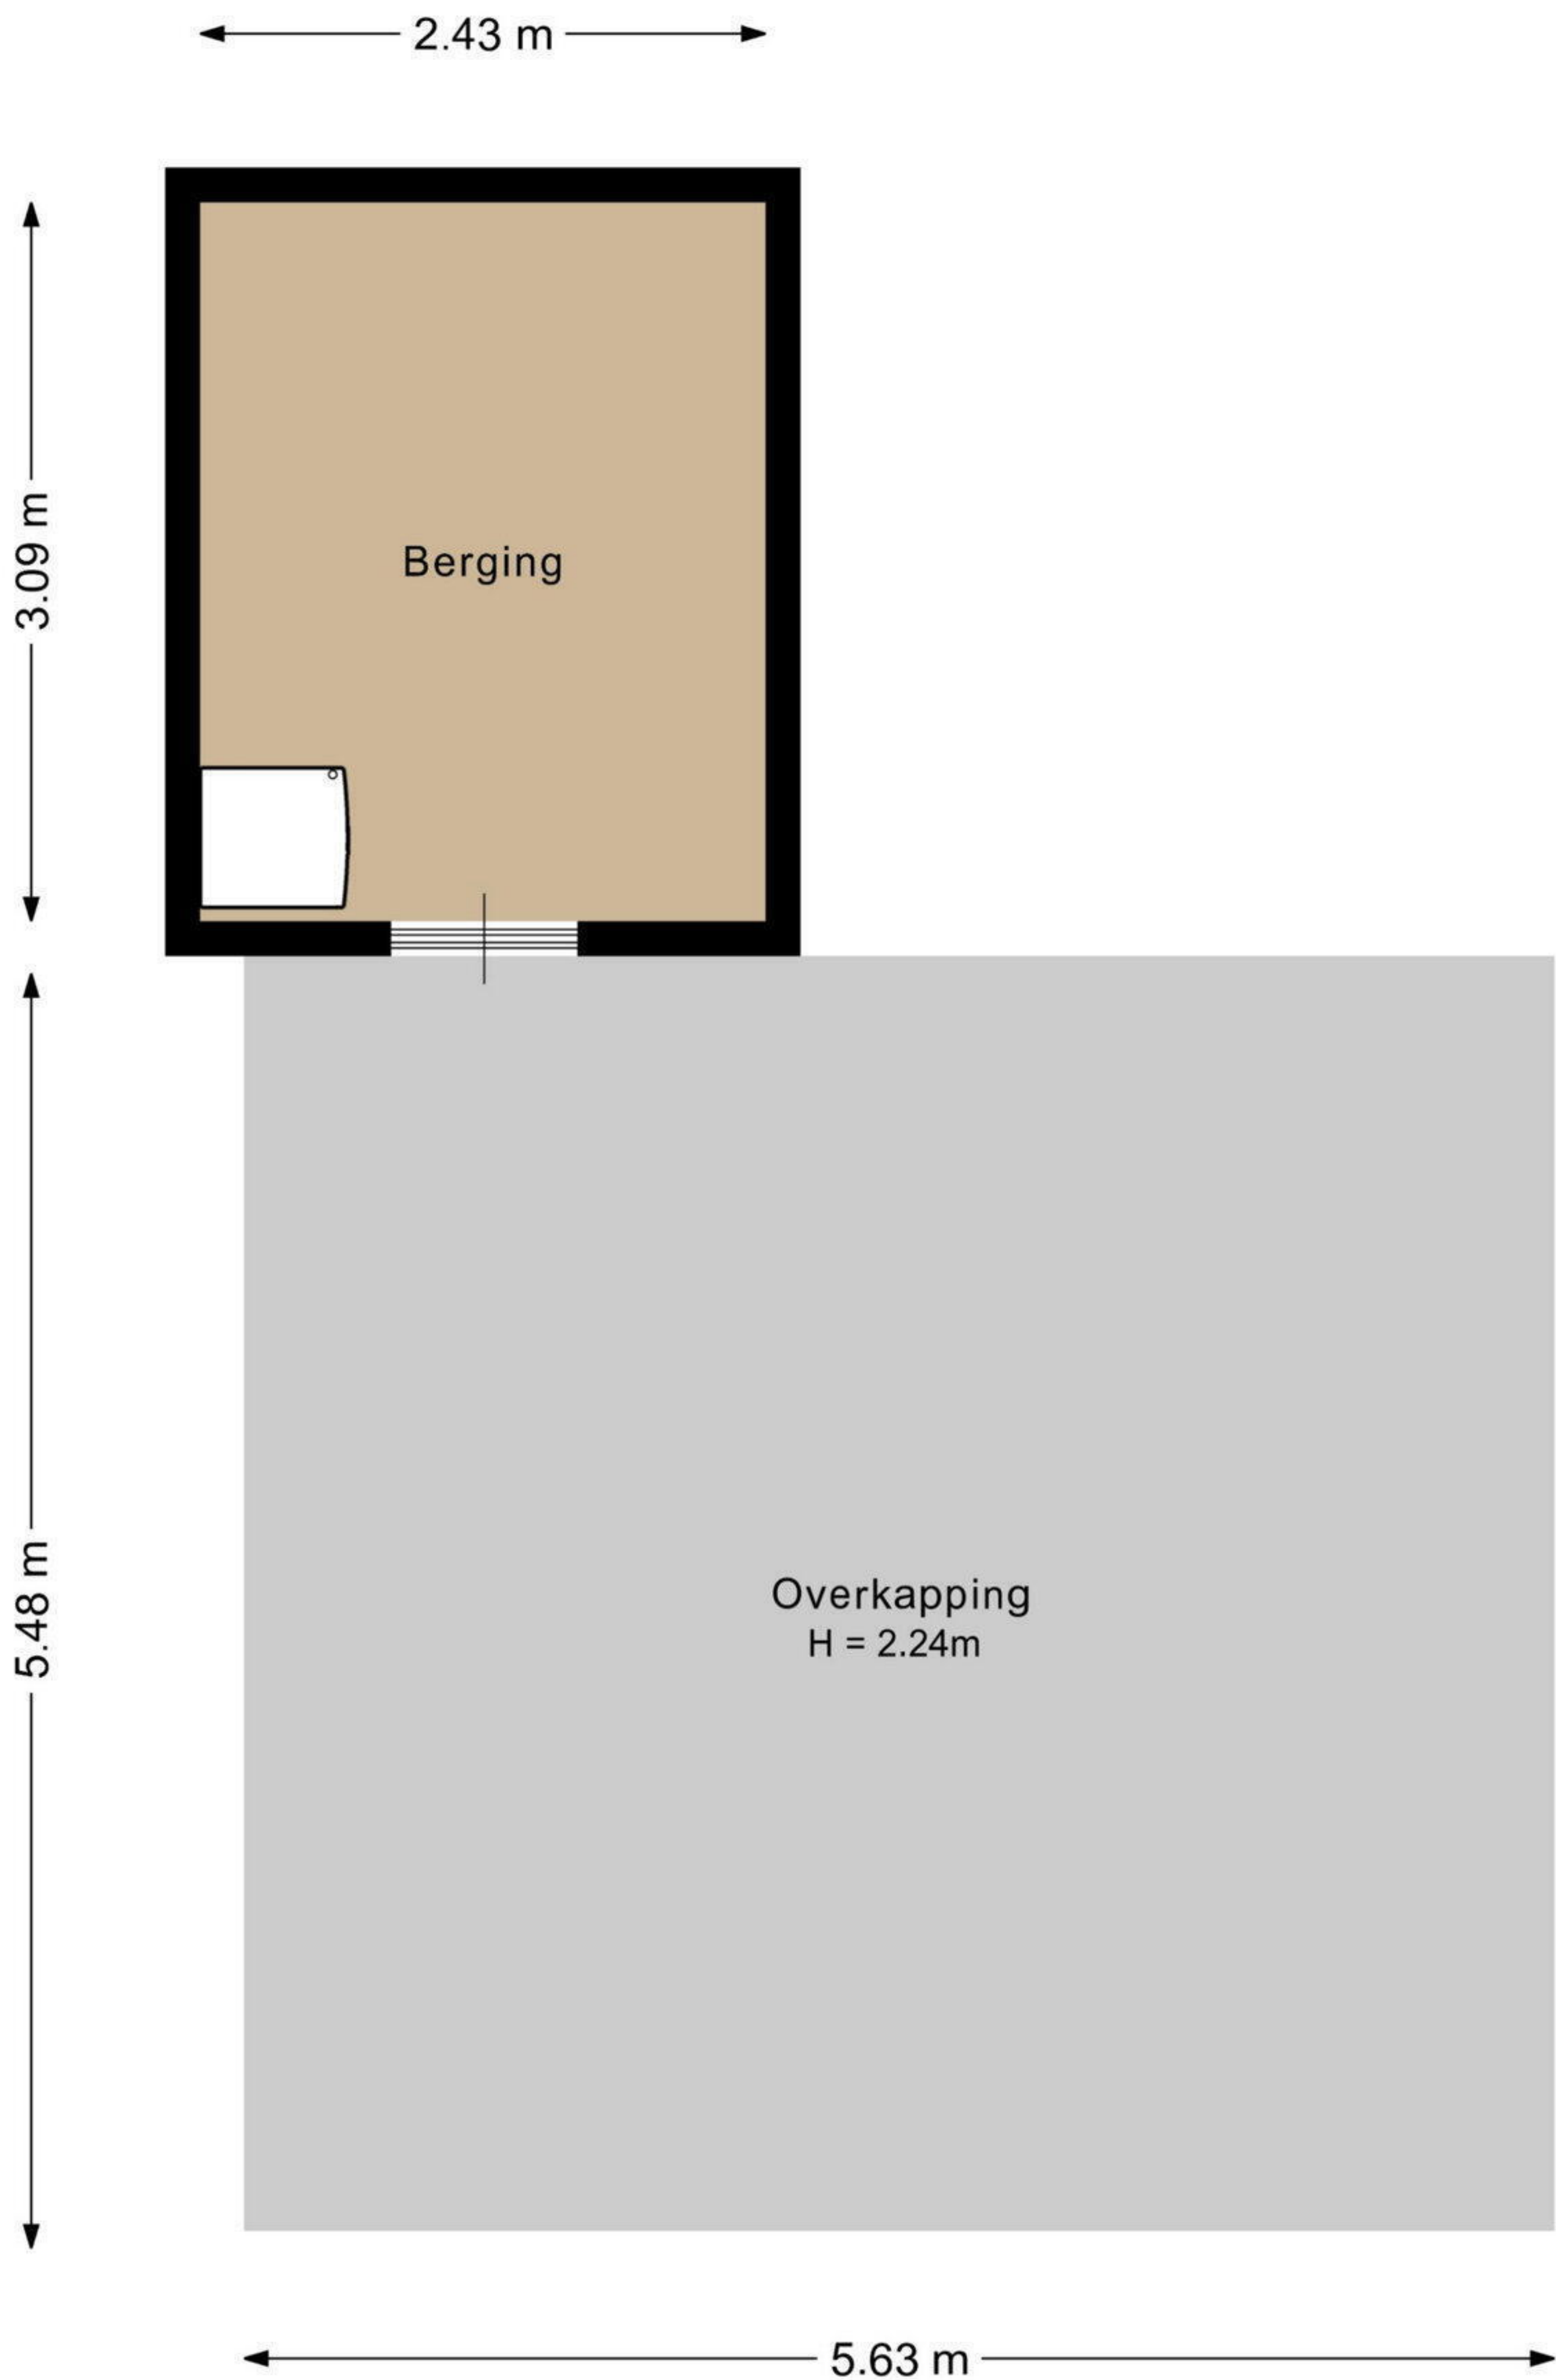 2.43 m
3.09 m
Berging
5.48 m
Overkapping
H = 2.24m
5.63 m